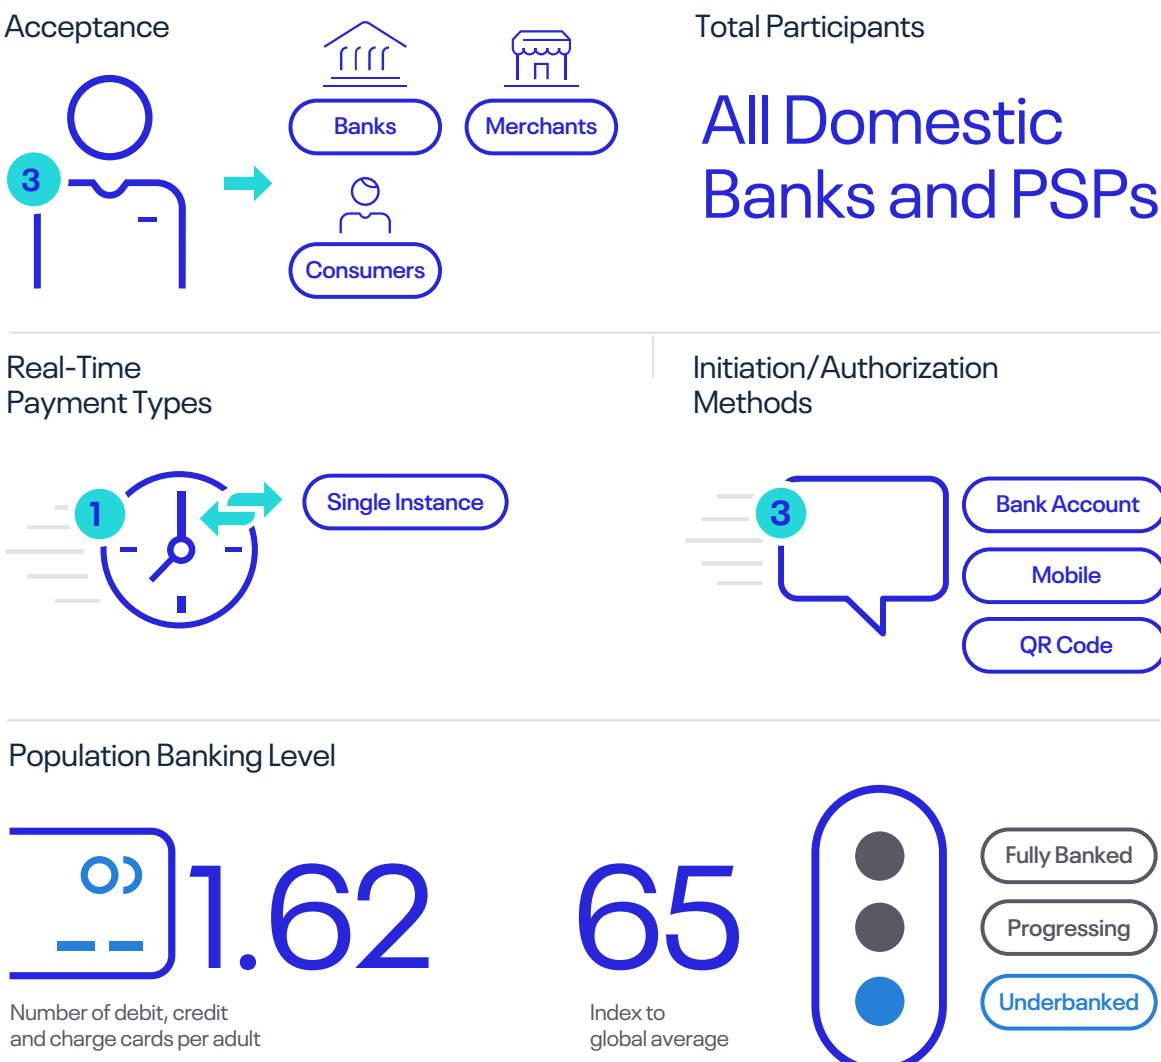 Acceptance
3
Banks
Merchants
Consumers
Total Participants
All Domestic
Banks and PSPs
Real-Time
Payment Types
1
Single Instance
Initiation/Authorization
Methods
3
Bank Account
Mobile
QR Code
Population Banking Level
1.62
Number of debit, credit
and charge cards per adult
65
Index to
global average
Fully Banked
Progressing
Underbanked